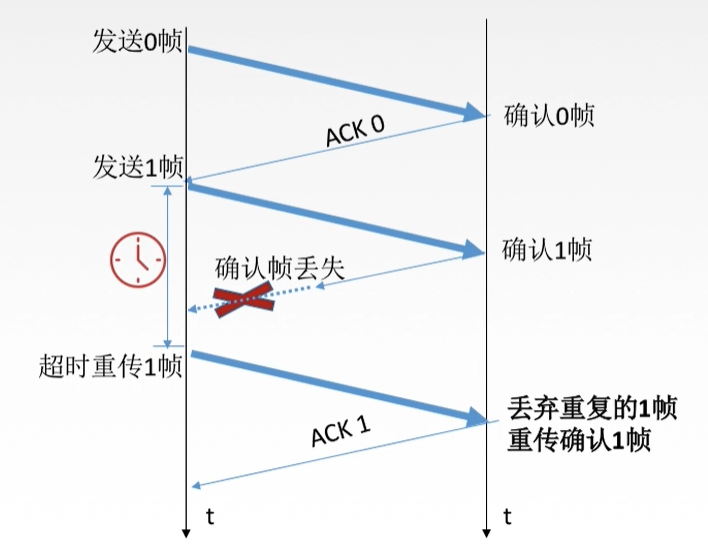 发送0帧
ACK 0
确认0帧
发送1帧
确认1帧
确认帧丢失
超时重传1帧
丢弃重复的1帧
重传确认1帧
ACK 1
t
t